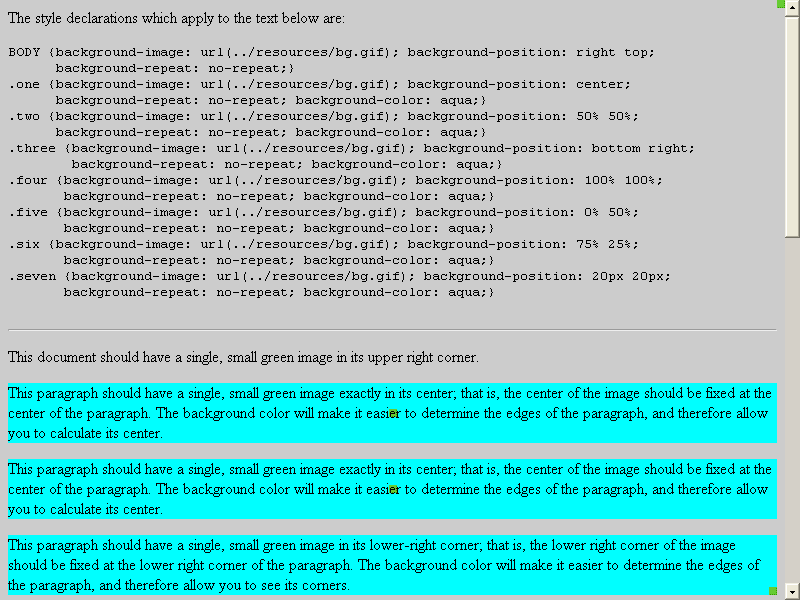 The style declarations which apply to the text below are:
BODY {background-image: url(../resources/bg.gif); background-position: right top;
background-repeat: no-repeat;}
.one {background-image: url(../resources/bg.gif); background-position: center;
background-repeat: no-repeat; background-color: aqua;}
.two {background-image: url(../resources/bg.gif); background-position: 50% 50%;
background-repeat: no-repeat; background-color: aqua;}
.three {background-image: url(../resources/bg.gif); background-position: bottom right;
background-repeat: no-repeat; background-color: aqua;}
.four {background-image: url(../resources/bg.gif); background-position: 100% 100%;
background-repeat: no-repeat; background-color: aqua;}
.five {background-image: url(../resources/bg.gif); background-position: 0% 50%;
background-repeat: no-repeat; background-color: aqua;}
.six {background-image: url(../resources/bg.gif); background-position: 75% 25%;
background-repeat: no-repeat; background-color: aqua;}
.seven {background-image: url(../resources/bg.gif); background-position: 20px 20px;
background-repeat: no-repeat; background-color: aqua;}
This document should have a single, small green image in its upper right corner.
This paragraph should have a single, small green image exactly in its center; that is, the center of the image should be fixed at the
center of the paragraph. The background color will make it easier to determine the edges of the paragraph, and therefore allow
you to calculate its center.
This paragraph should have a single, small green image exactly in its center; that is, the center of the image should be fixed at the
center of the paragraph. The background color will make it easier to determine the edges of the paragraph, and therefore allow
you to calculate its center.
This paragraph should have a single, small green image in its lower-right corner; that is, the lower right corner of the image
should be fixed at the lower right corner of the paragraph. The background color will make it easier to determine the edges of
the paragraph, and therefore allow you to see its corners.